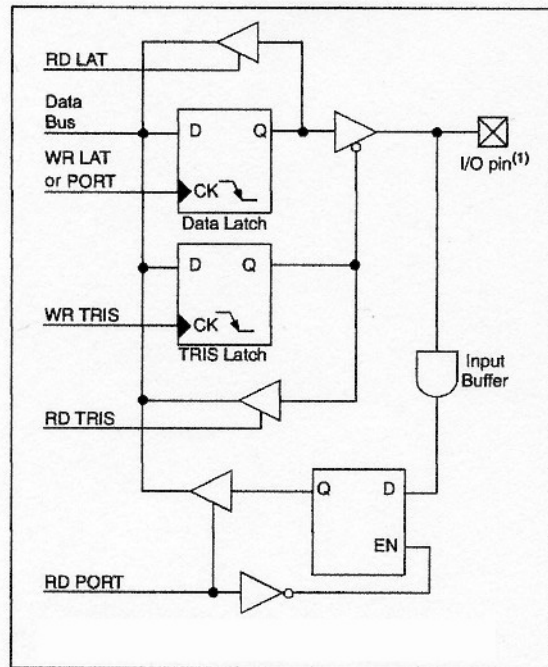 RD LAT
Data
Bus
D Q
WR LAT
or PORT
CK
Data Latch
I/O pin(1)
D Q
WR TRIS
CK
TRIS Latch
Input
Buffer
RD TRIS
Q D
EN
RD PORT